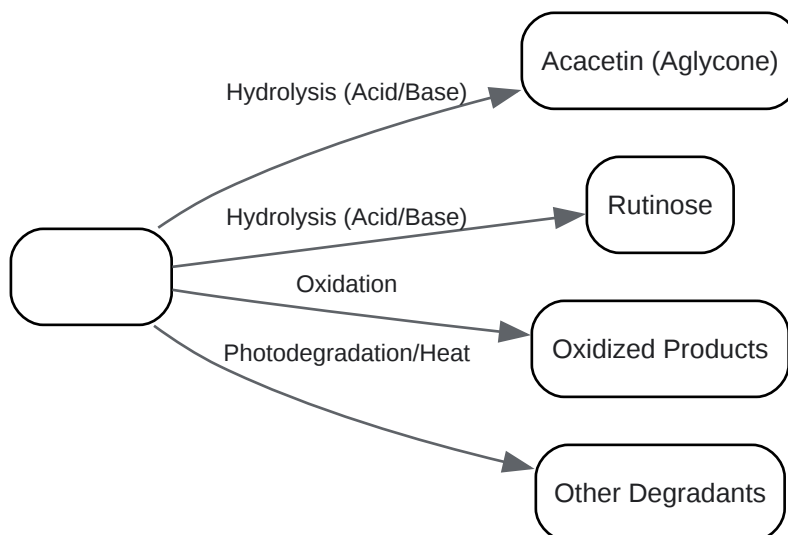 Acacetin (Aglycone)
Hydrolysis (Acid/Base)
Rutinose
Hydrolysis (Acid/Base)
Oxidation
Oxidized Products
Photodegradation/Heat
Other Degradants